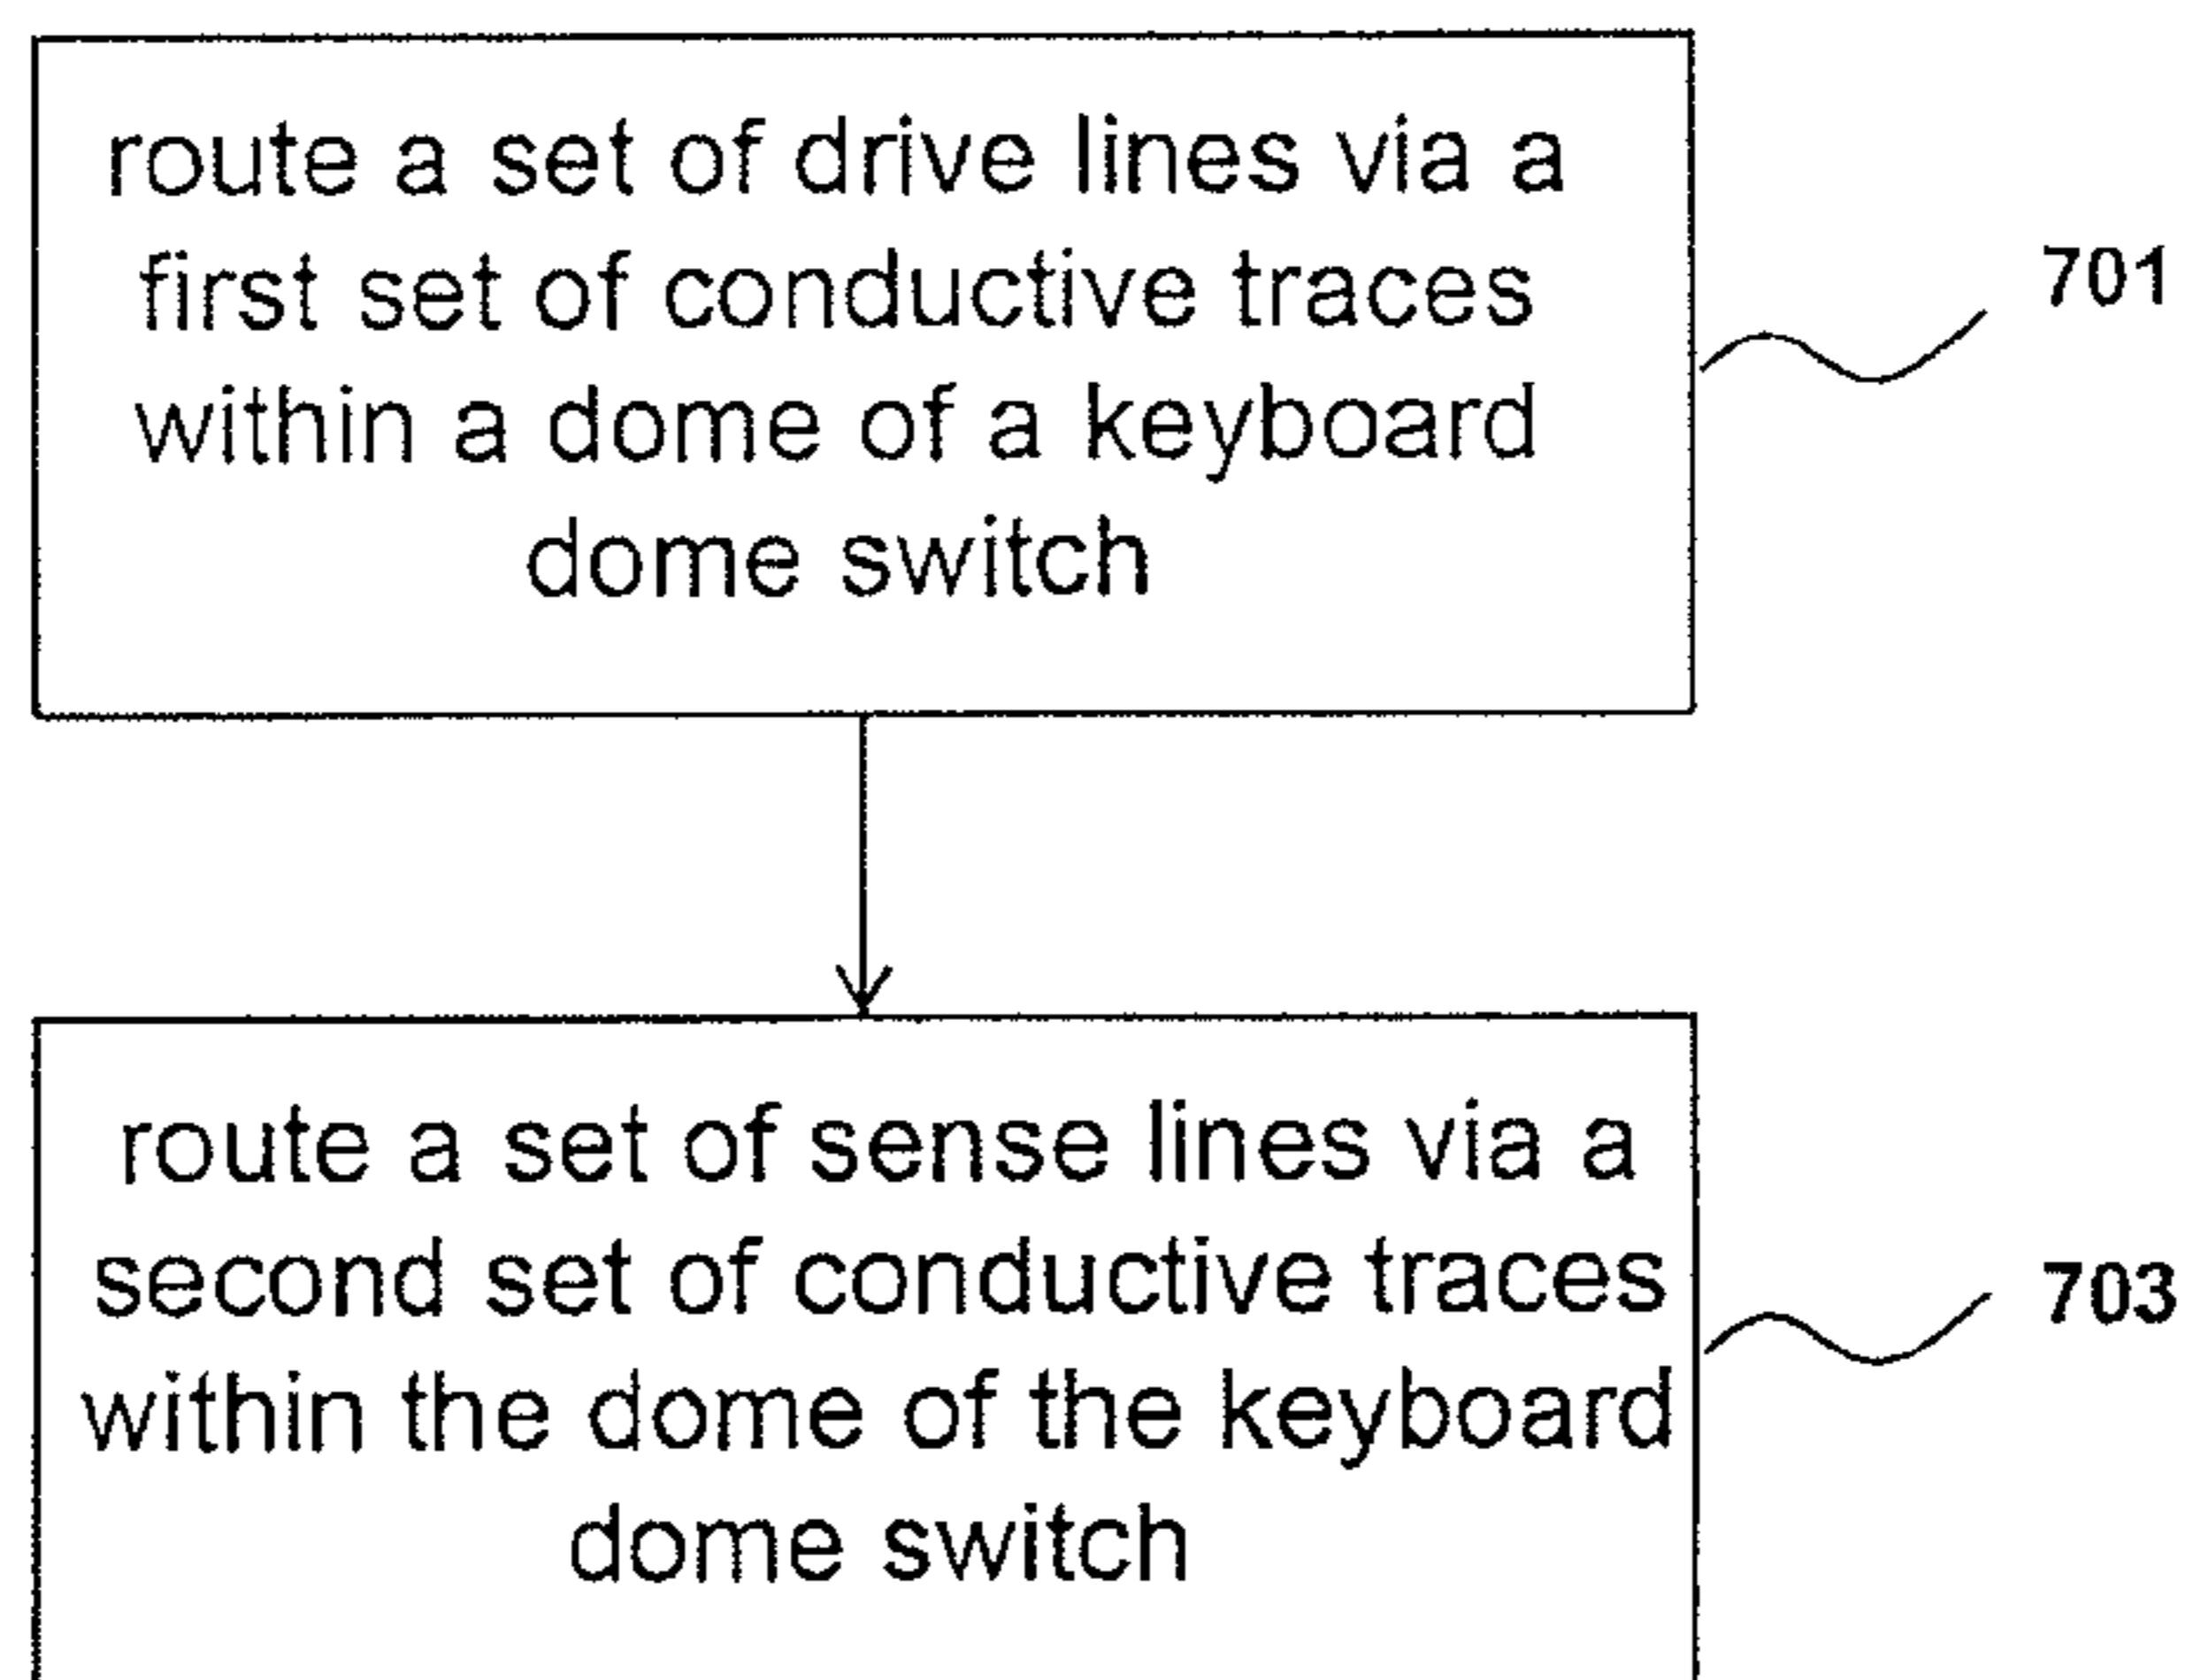 route a set of drive lines via a
first set of conductive traces
within a dome of a keyboard
dome switch
701
route a set of sense lines via a
second set of conductive traces
within the dome of the keyboard
dome switch
703